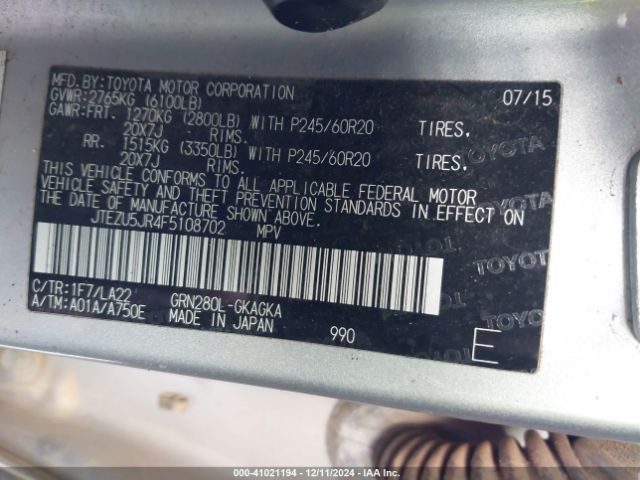 MFD.BY:TOYOTA MOTOR CORPORATION 07/15
GVWR:2765KG (6100LB)
GAWR:FRT. 1270KG (2800LB) WITH P245/60R20 TIRES,
20X7J - RIMS.
RR. 1515KG (3350LB) WITH P245/60R20 TIRES,
20X7J - RIMS.
THIS VEHICLE CONFORMS TO ALL APPLICABLE FEDERAL MOTOR
VEHICLE SAFETY AND THEFT PREVENTION STANDARDS IN EFFECT ON
THE DATE OF MANUFACTURE SHOWN ABOVE.
JTEZU5JR4F5108702 MPV
C/TR:1F7/LA22 GRN280L-GKAGKA
A/TM:A01A/A750E MADE IN JAPAN 990 E
TOYOTA
TOYOTA
TOYOTA
TOYOTA
00-41021194 - 12/11/2024 - IAA Inc.